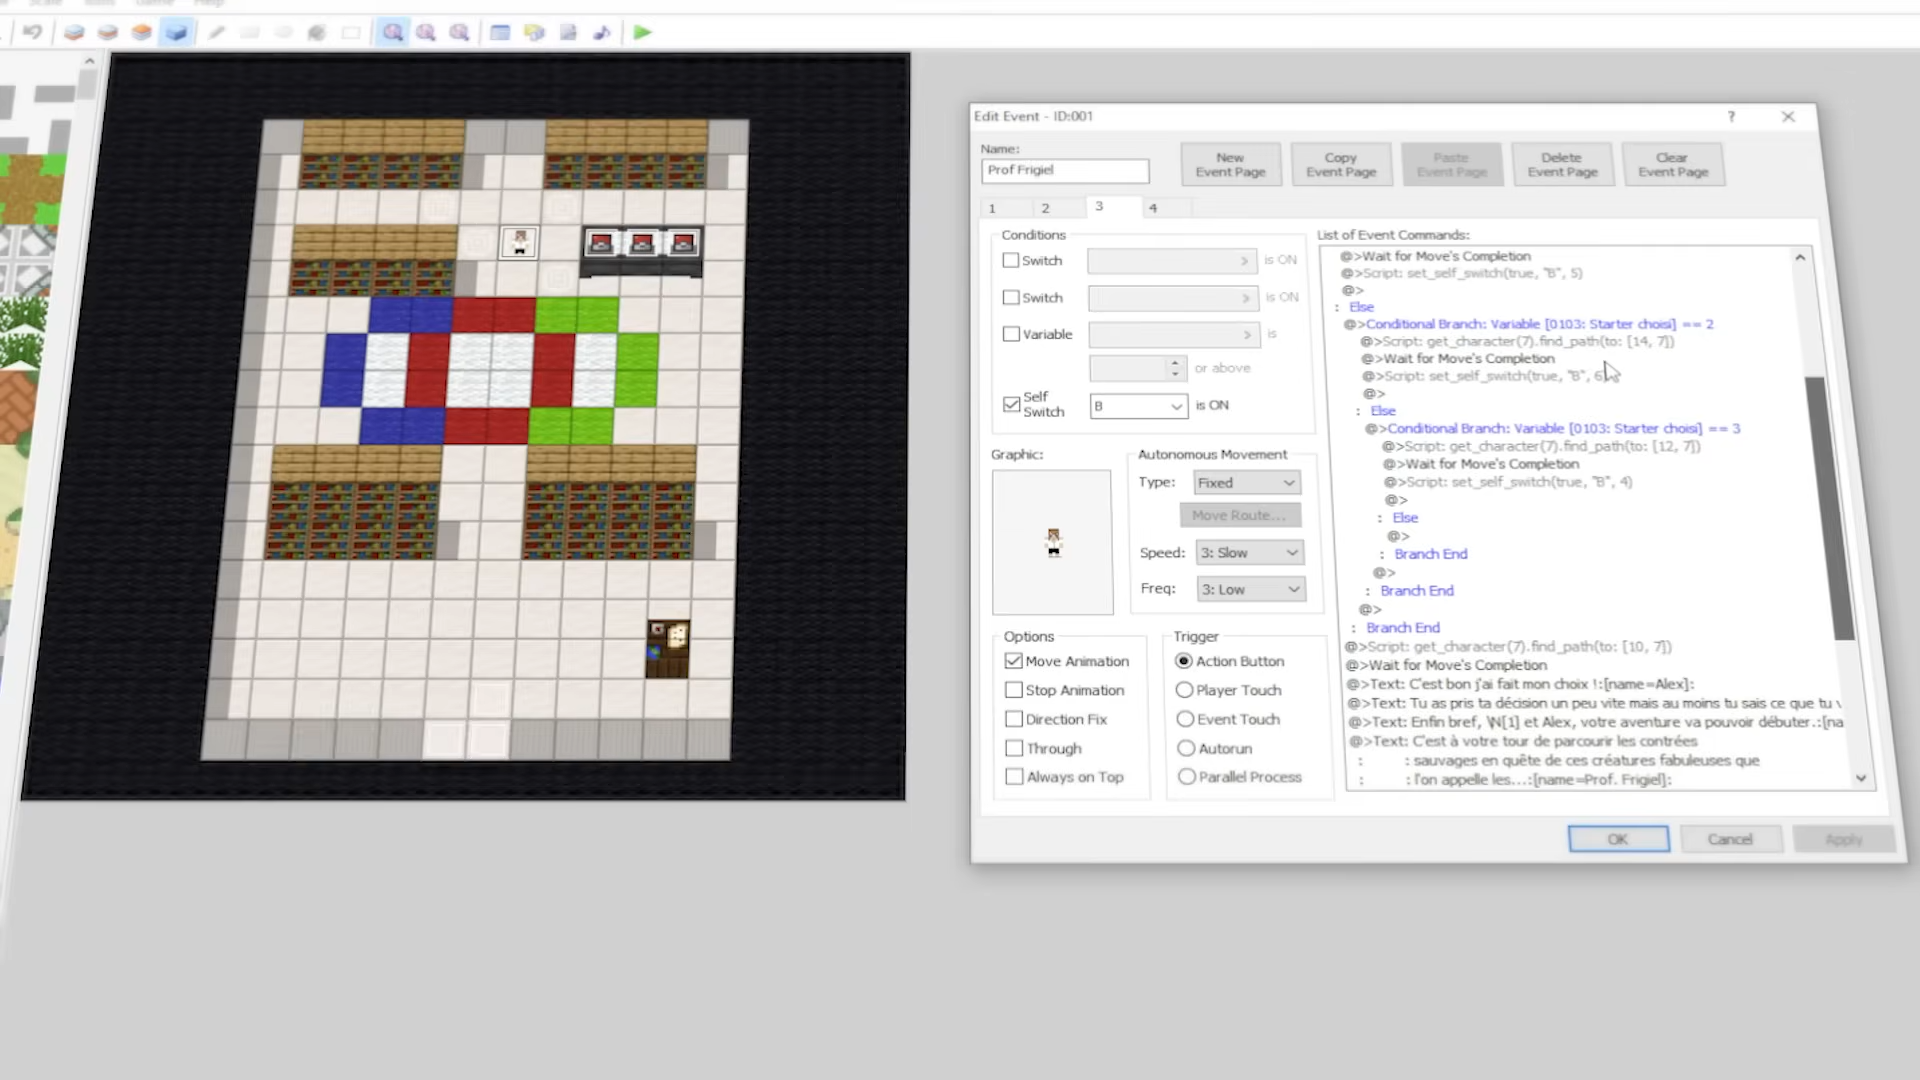 Scale Tools Game Help
Edit Event - ID:001
?
Name:
Prof Frigiel
New
Event Page
Copy
Event Page
Paste
Event Page
Delete
Event Page
Clear
Event Page
1 2 3 4
Conditions
Switch is ON
Switch is ON
Variable is
or above
Self
Switch B is ON
Graphic:
Autonomous Movement
Type: Fixed
Move Route...
Speed: 3: Slow
Freq: 3: Low
Options
Move Animation
Stop Animation
Direction Fix
Through
Always on Top
Trigger
Action Button
Player Touch
Event Touch
Autorun
Parallel Process
List of Event Commands:
@>Wait for Move's Completion
@>Script: set_self_switch(true, "B", 5)
@>
: Else
@>Conditional Branch: Variable [0103: Starter choisi] == 2
@>Script: get_character(7).find_path(to: [14, 7])
@>Wait for Move's Completion
@>Script: set_self_switch(true, "B", 6)
@>
: Else
@>Conditional Branch: Variable [0103: Starter choisi] == 3
@>Script: get_character(7).find_path(to: [12, 7])
@>Wait for Move's Completion
@>Script: set_self_switch(true, "B", 4)
@>
: Else
@>
: Branch End
@>
: Branch End
@>
: Branch End
@>Script: get_character(7).find_path(to: [10, 7])
@>Wait for Move's Completion
@>Text: C'est bon j'ai fait mon choix !:[name=Alex]:
@>Text: Tu as pris ta décision un peu vite mais au moins tu sais ce que tu v
@>Text: Enfin bref, \N[1] et Alex, votre aventure va pouvoir débuter.:[na
@>Text: C'est à votre tour de parcourir les contrées
: : sauvages en quête de ces créatures fabuleuses que
: : l'on appelle les...:[name=Prof. Frigiel]:
OK Cancel Apply